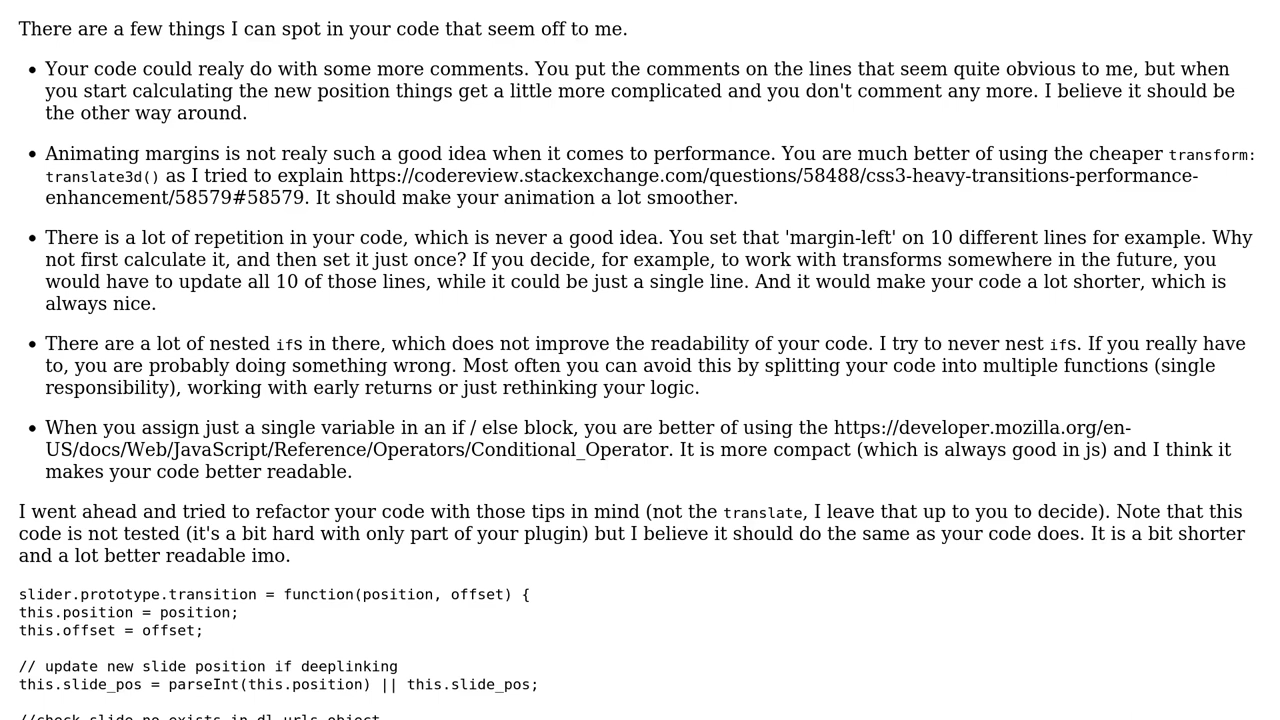 There are a few things I can spot in your code that seem off to me.
• Your code could realy do with some more comments. You put the comments on the lines that seem quite obvious to me, but when
you start calculating the new position things get a little more complicated and you don't comment any more. I believe it should be
the other way around.
• Animating margins is not realy such a good idea when it comes to performance. You are much better of using the cheaper transform:
translate3d() as I tried to explain https://codereview.stackexchange.com/questions/58488/css3-heavy-transitions-performance-
enhancement/58579#58579. It should make your animation a lot smoother.
• There is a lot of repetition in your code, which is never a good idea. You set that 'margin-left' on 10 different lines for example. Why
not first calculate it, and then set it just once? If you decide, for example, to work with transforms somewhere in the future, you
would have to update all 10 of those lines, while it could be just a single line. And it would make your code a lot shorter, which is
always nice.
• There are a lot of nested ifs in there, which does not improve the readability of your code. I try to never nest ifs. If you really have
to, you are probably doing something wrong. Most often you can avoid this by splitting your code into multiple functions (single
responsibility), working with early returns or just rethinking your logic.
• When you assign just a single variable in an if / else block, you are better of using the https://developer.mozilla.org/en-
US/docs/Web/JavaScript/Reference/Operators/Conditional_Operator. It is more compact (which is always good in js) and I think it
makes your code better readable.
I went ahead and tried to refactor your code with those tips in mind (not the translate, I leave that up to you to decide). Note that this
code is not tested (it's a bit hard with only part of your plugin) but I believe it should do the same as your code does. It is a bit shorter
and a lot better readable imo.
slider.prototype.transition = function(position, offset) {
this.position = position;
this.offset = offset;
// update new slide position if deeplinking
this.slide_pos = parseInt(this.position) || this.slide_pos;
//check slide no exists in dl_urls object